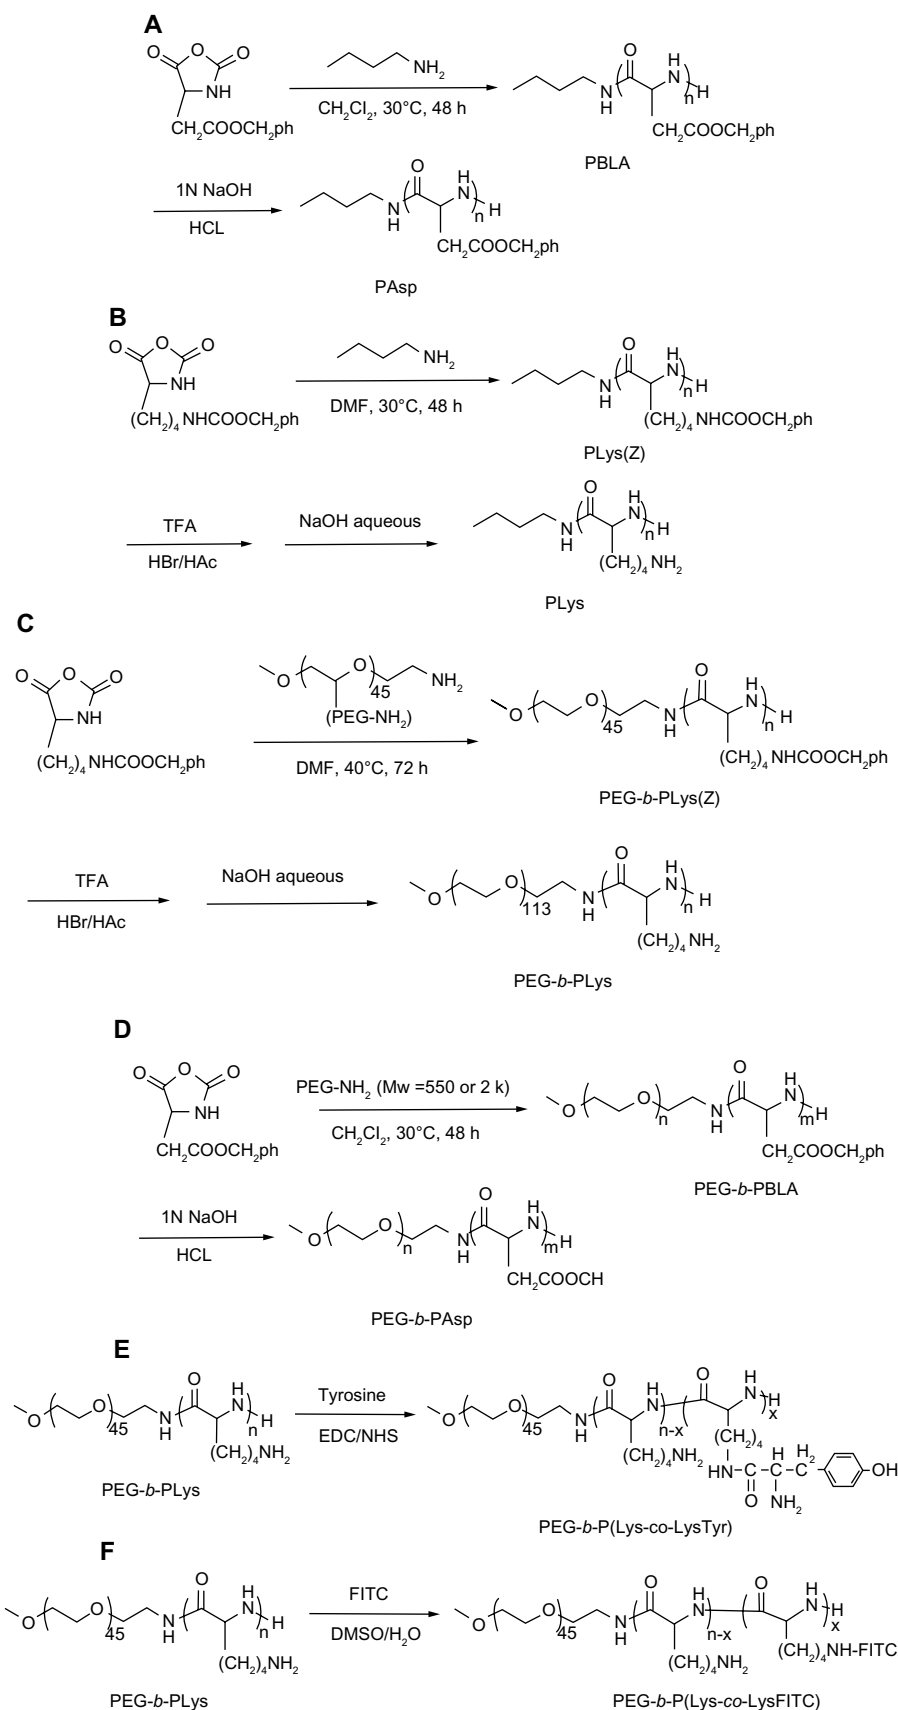 A
O O O
NH
CH2COOCH2ph
NH2
CH2Cl2, 30°C, 48 h
O H
N
N H
H n
CH2COOCH2ph
PBLA
1N NaOH
HCL
O H
N
N H
H n
CH2COOCH2ph
PAsp
B
O O O
NH
(CH2)4 NHCOOCH2ph
NH2
DMF, 30°C, 48 h
O H
N
N H
H n
(CH2)4 NHCOOCH2ph
PLys(Z)
TFA
HBr/HAc
NaOH aqueous
O H
N
N H
H n
(CH2)4 NH2
PLys
C
O O O
NH
(CH2)4 NHCOOCH2ph
O O NH2
45
(PEG-NH2)
DMF, 40°C, 72 h
O H
O O N
45 N H
H n
(CH2)4 NHCOOCH2ph
PEG-b-PLys(Z)
TFA
HBr/HAc
NaOH aqueous
O H
O O N
113 N H
H n
(CH2)4 NH2
PEG-b-PLys
D
O O O
NH
CH2COOCH2ph
PEG-NH2 (Mw =550 or 2 k)
CH2Cl2, 30°C, 48 h
O H
O O N
n N H
H m
CH2COOCH2ph
PEG-b-PBLA
1N NaOH
HCL
O H
O O N
n N H
H m
CH2COOCH
PEG-b-PAsp
E
O H
O O N
45 N H
H n
(CH2)4NH2
PEG-b-PLys
Tyrosine
EDC/NHS
O H O H
O O N N
45 N H
H n-x x
(CH2)4NH2 (CH2)4
HN C H H2
C C OH
O NH2
PEG-b-P(Lys-co-LysTyr)
F
O H
O O N
45 N H
H n
(CH2)4NH2
PEG-b-PLys
FITC
DMSO/H2O
O H O H
O O N N
45 N H
H n-x x
(CH2)4NH2 (CH2)4NH-FITC
PEG-b-P(Lys-co-LysFITC)